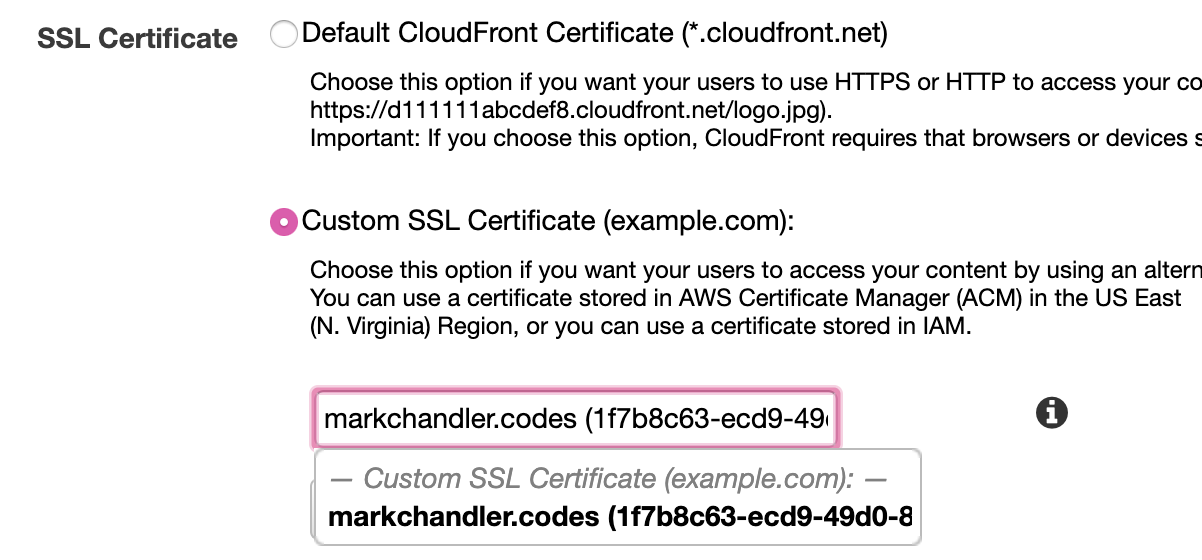 SSL Certificate
Default CloudFront Certificate (*.cloudfront.net)
Choose this option if you want your users to use HTTPS or HTTP to access your co
https://d111111abcdef8.cloudfront.net/logo.jpg).
Important: If you choose this option, CloudFront requires that browsers or devices s
Custom SSL Certificate (example.com):
Choose this option if you want your users to access your content by using an altern
You can use a certificate stored in AWS Certificate Manager (ACM) in the US East
(N. Virginia) Region, or you can use a certificate stored in IAM.
markchandler.codes (1f7b8c63-ecd9-49
— Custom SSL Certificate (example.com): —
markchandler.codes (1f7b8c63-ecd9-49d0-8